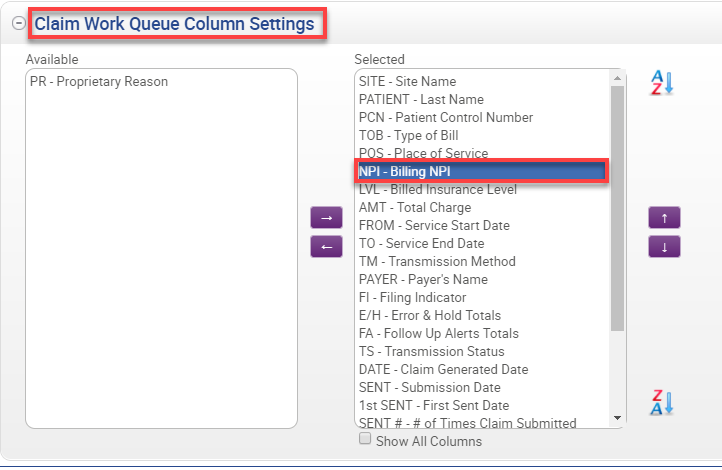 Claim Work Queue Column Settings
Available
Selected
PR - Proprietary Reason
SITE - Site Name
PATIENT - Last Name
PCN - Patient Control Number
TOB - Type of Bill
POS - Place of Service
NPI - Billing NPI
LVL - Billed Insurance Level
AMT - Total Charge
FROM - Service Start Date
TO - Service End Date
TM - Transmission Method
PAYER - Payer's Name
FI - Filing Indicator
E/H - Error & Hold Totals
FA - Follow Up Alerts Totals
TS - Transmission Status
DATE - Claim Generated Date
SENT - Submission Date
1st SENT - First Sent Date
SENT # - # of Times Claim Submitted
Show All Columns
A
Z
→
←
↑
↓
Z
A